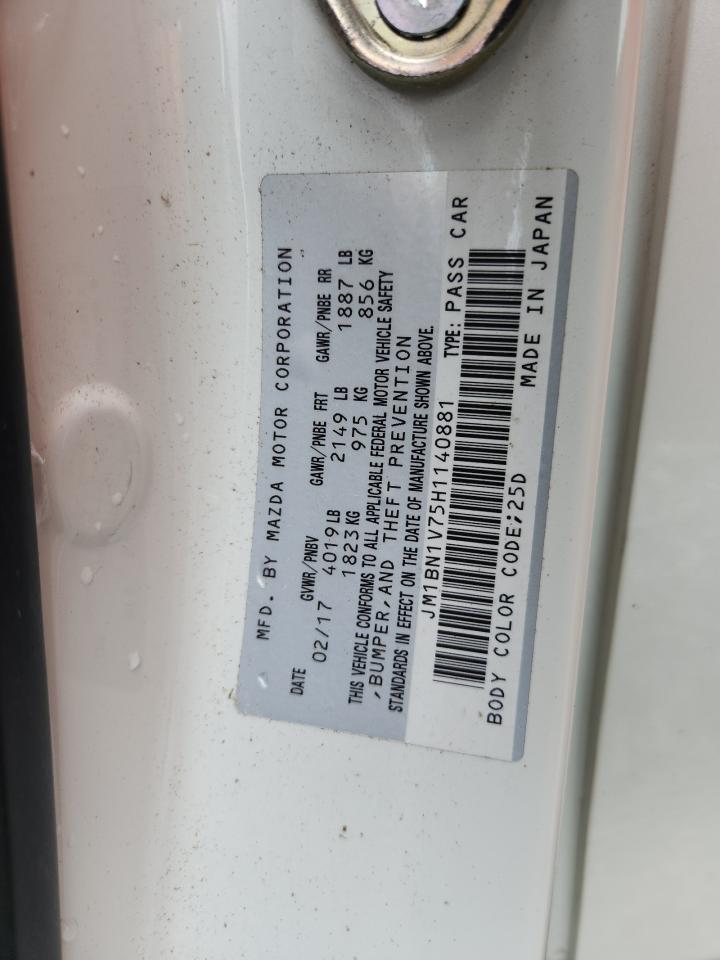 MFD. BY MAZDA MOTOR CORPORATION
DATE GVWR/PNBV GAWR/PNBE FRT GAWR/PNBE RR
02/17 4019LB 2149 LB 1887 LB
1823KG 975 KG 856 KG
THIS VEHICLE CONFORMS TO ALL APPLICABLE FEDERAL MOTOR VEHICLE SAFETY
,BUMPER,AND THEFT PREVENTION
STANDARDS IN EFFECT ON THE DATE OF MANUFACTURE SHOWN ABOVE.
JM1BN1V75H1140881 TYPE: PASS CAR
BODY COLOR CODE;25D MADE IN JAPAN